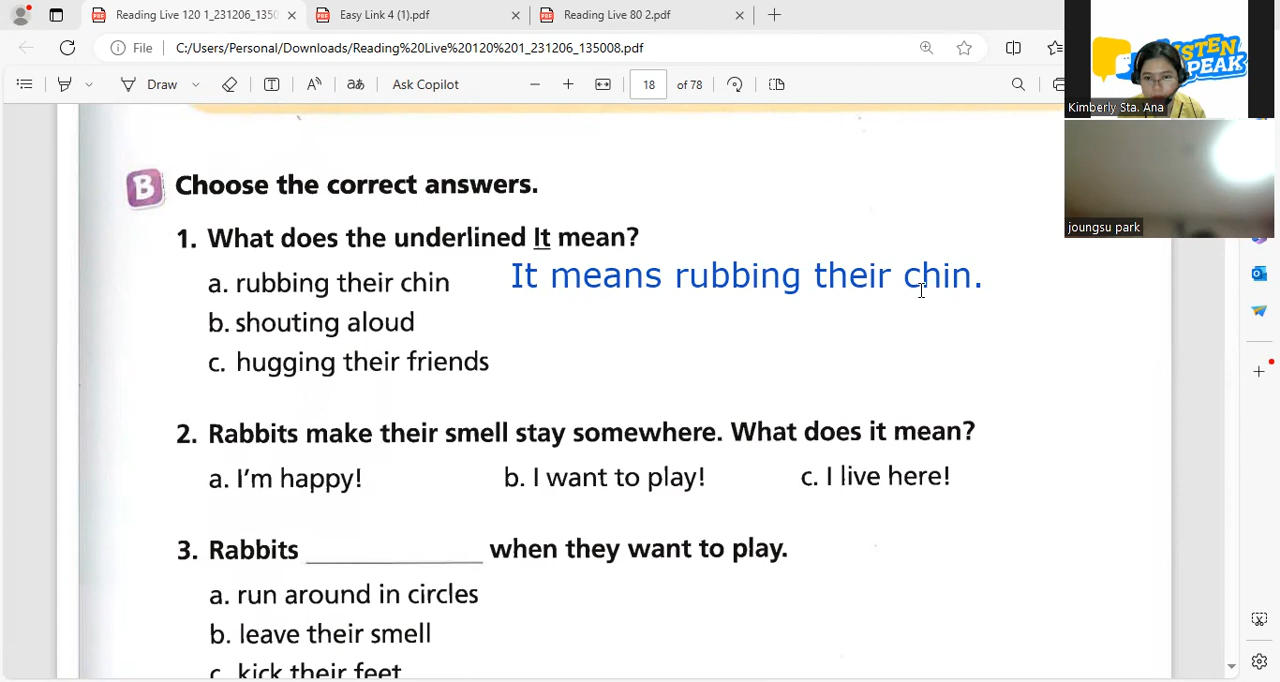 Reading Live 120 1_231206_1350
Easy Link 4 (1).pdf
Reading Live 80 2.pdf
File
C:/Users/Personal/Downloads/Reading%20Live%20120%201_231206_135008.pdf
Draw
Ask Copilot
18 of 78
ISTEN
PEAK
Kimberly Sta. Ana
joungsu park
B Choose the correct answers.
1. What does the underlined It mean?
a. rubbing their chin
It means rubbing their chin.
b. shouting aloud
c. hugging their friends
2. Rabbits make their smell stay somewhere. What does it mean?
a. I'm happy! b. I want to play! c. I live here!
3. Rabbits ____________ when they want to play.
a. run around in circles
b. leave their smell
c. kick their feet